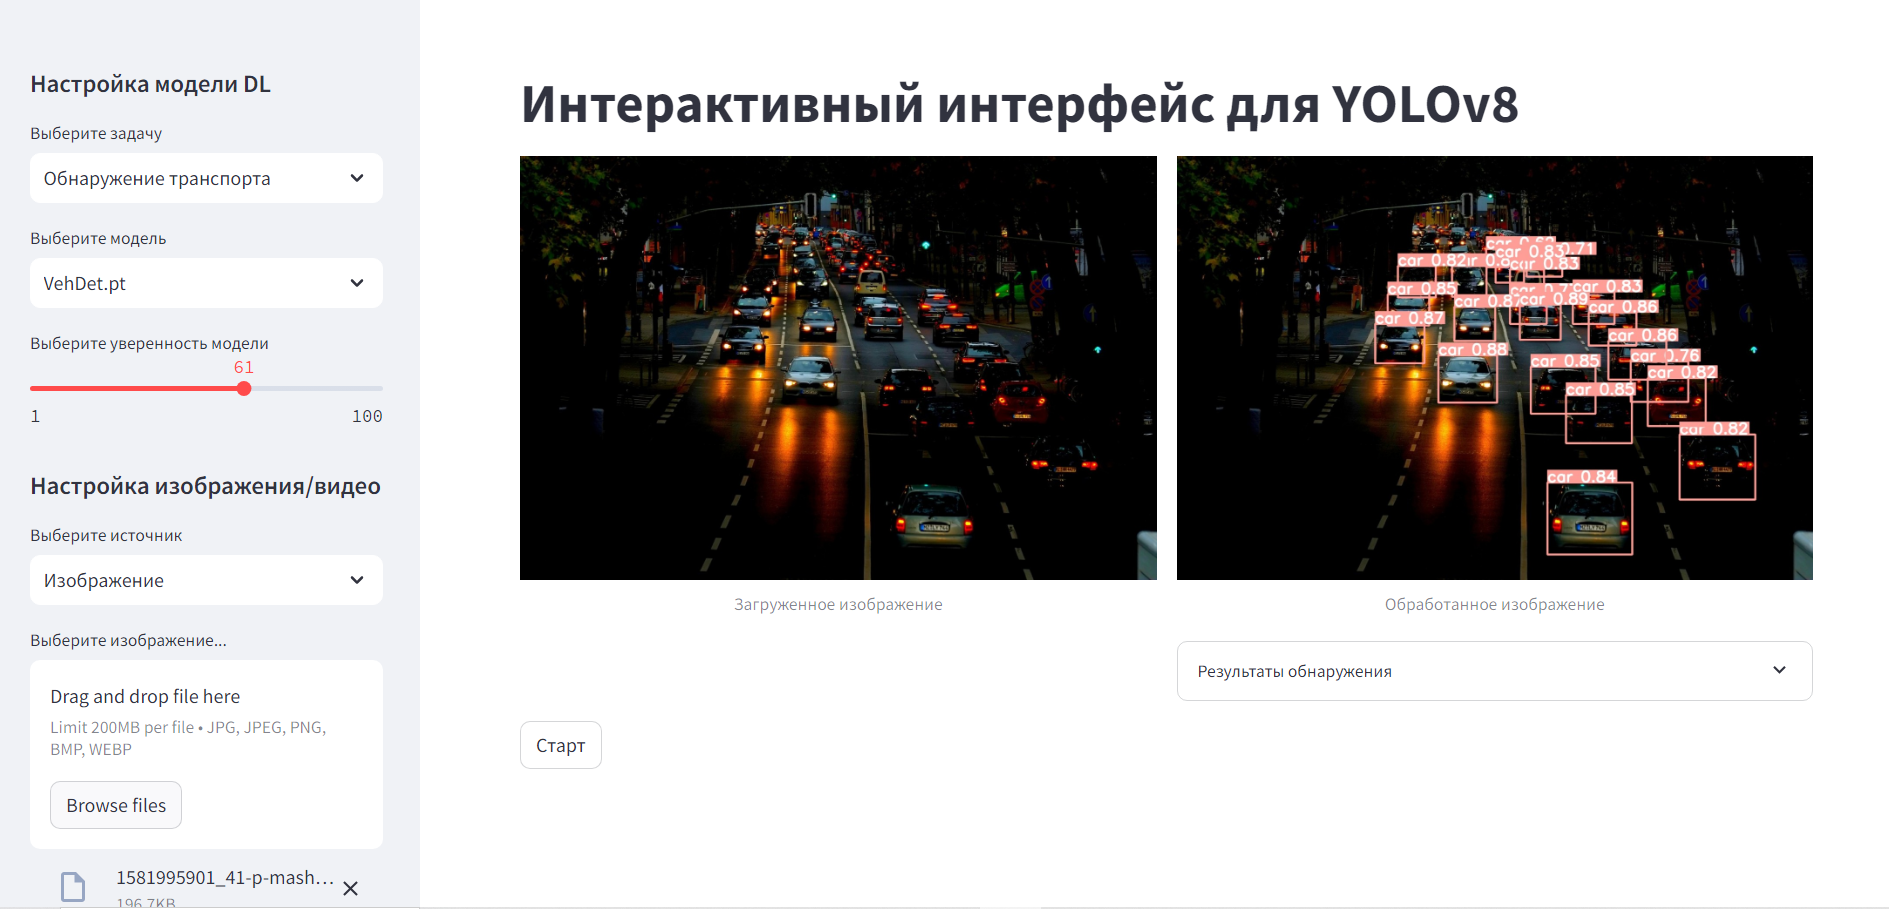 Настройка модели DL
Выберите задачу
Обнаружение транспорта
Выберите модель
VehDet.pt
Выберите уверенность модели
61
1
100
Настройка изображения/видео
Выберите источник
Изображение
Выберите изображение...
Drag and drop file here
Limit 200MB per file • JPG, JPEG, PNG,
BMP, WEBP
Browse files
1581995901_41-p-mash...
196.7KB
Интерактивный интерфейс для YOLOv8
car 0.83
0.71
car 0.82
car 0.83
car 0.85
car 0.83
car 0.89
car 0.86
car 0.87
car 0.86
car 0.88
car 0.76
car 0.85
car 0.82
car 0.85
car 0.82
car 0.84
Загруженное изображение
Обработанное изображение
Результаты обнаружения
Старт